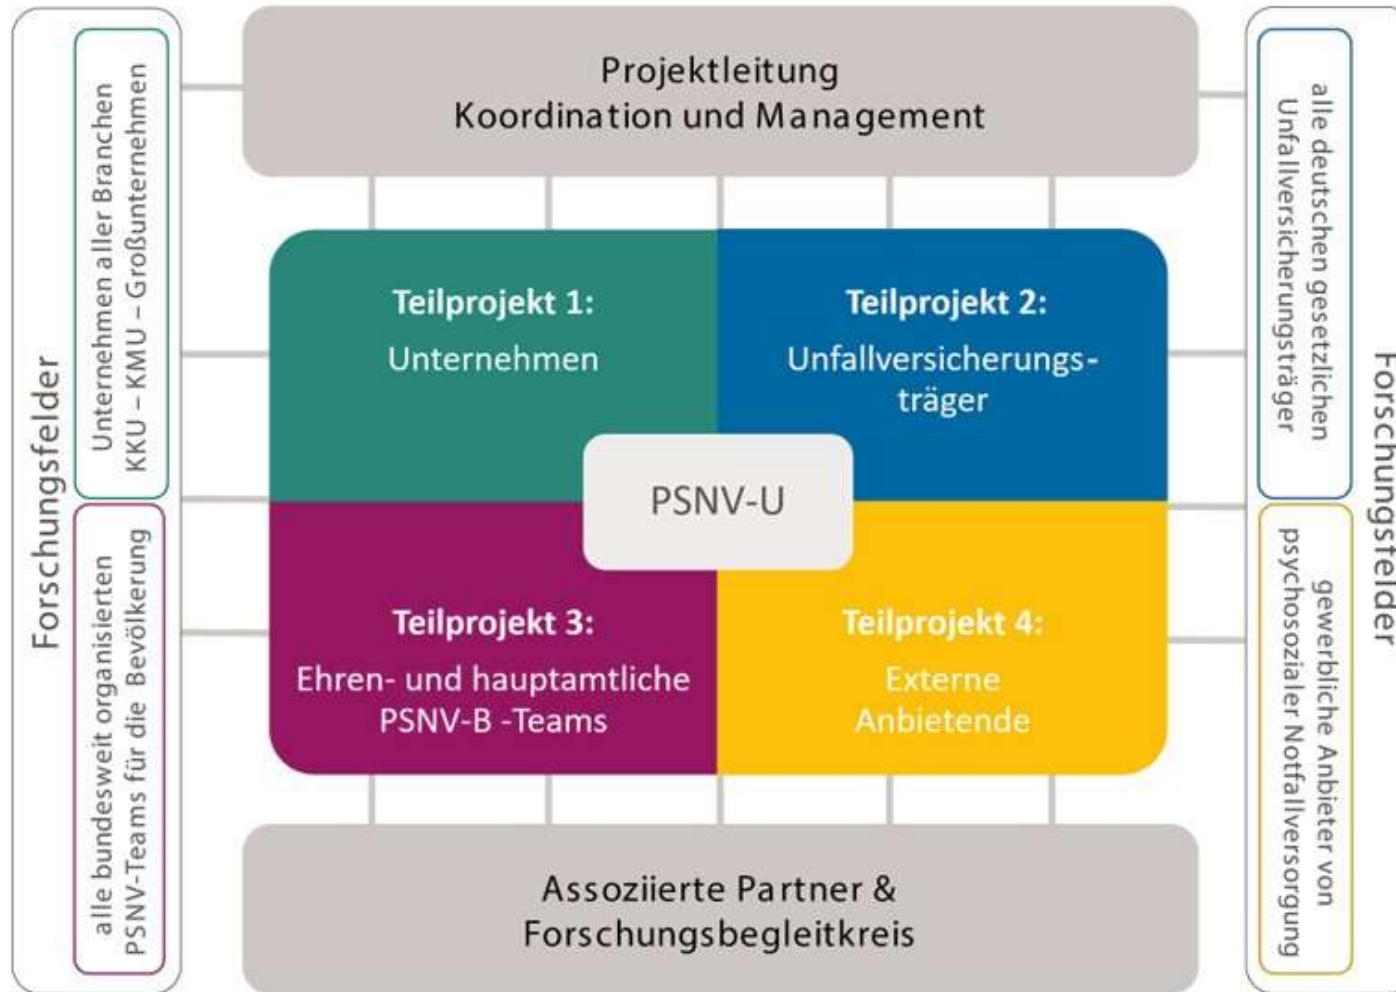 Projektleitung
Koordination und Management
Forschungsfelder
Unternehmen aller Branchen
KKU – KMU – Großunternehmen
alle bundesweit organisierten
PSNV-Teams für die Bevölkerung
Teilprojekt 1:
Unternehmen
Teilprojekt 2:
Unfallversicherungs-
träger
PSNV-U
Teilprojekt 3:
Ehren- und hauptamtliche
PSNV-B -Teams
Teilprojekt 4:
Externe
Anbietende
alle deutschen gesetzlichen
Unfallversicherungsträger
gewerbliche Anbieter von
psychosozialer Notfallversorgung
Forschungsfelder
Assoziierte Partner &
Forschungsbegleitkreis